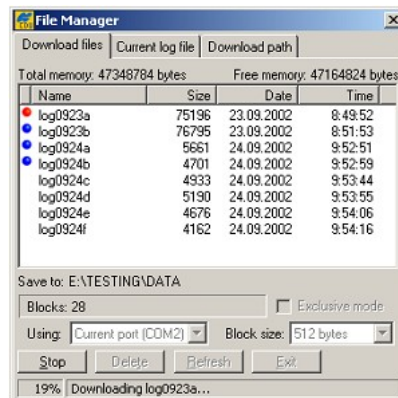 File Manager
Download files Current log file Download path
Total memory: 47348784 bytes Free memory: 47164824 bytes
Name Size Date Time
log0923a 75196 23.09.2002 8:49:52
log0923b 76795 23.09.2002 8:51:53
log0924a 5661 24.09.2002 9:52:51
log0924b 4701 24.09.2002 9:52:59
log0924c 4933 24.09.2002 9:53:44
log0924d 5190 24.09.2002 9:53:55
log0924e 4676 24.09.2002 9:54:06
log0924f 4162 24.09.2002 9:54:16
Save to: E:\TESTING\DATA
Blocks: 28 Exclusive mode
Using: Current port (COM2) Block size: 512 bytes
Stop Delete Refresh Exit
19% Downloading log0923a...